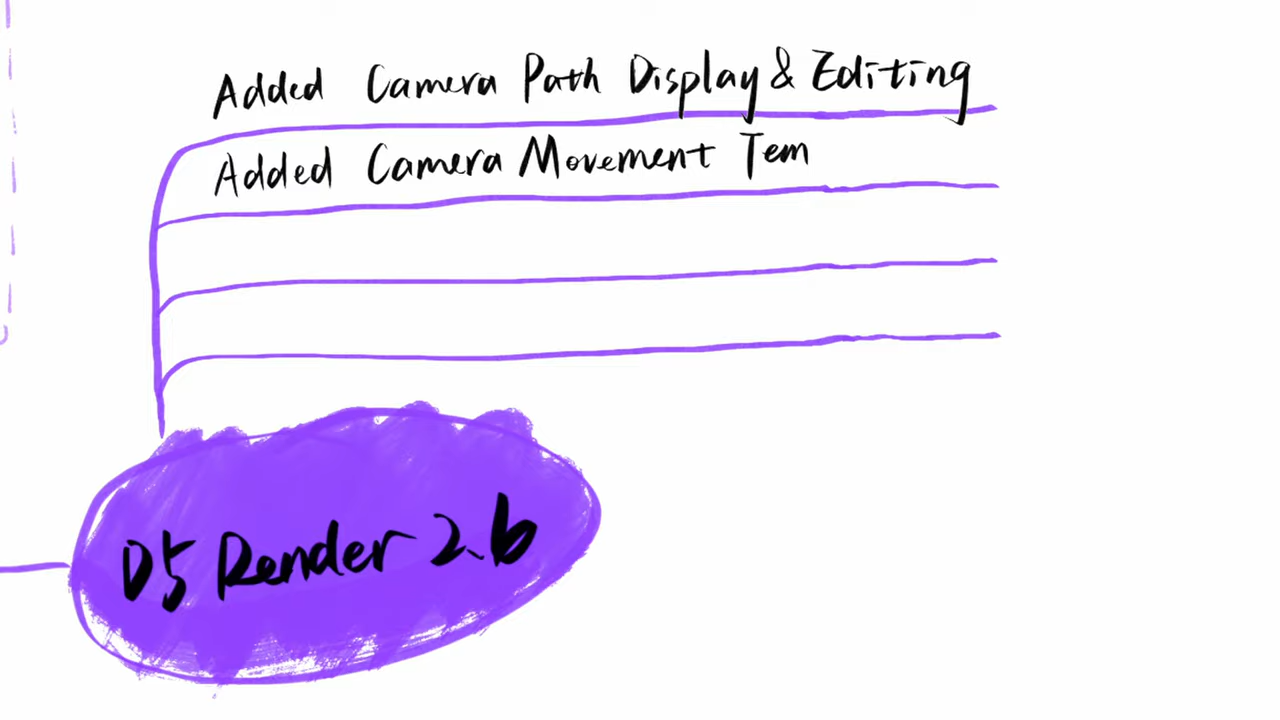 Added Camera Path Display & Editing
Added Camera Movement Tem
D5 Render 2.6